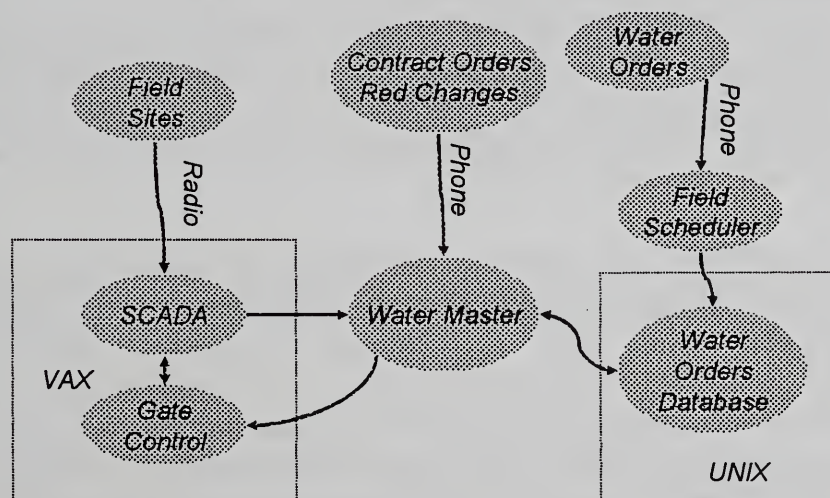 Field
Sites
Contract Orders
Red Changes
Water
Orders
Radio
Phone
Phone
Field
Scheduler
SCADA
Water Master
Water
Orders
Database
VAX
Gate
Control
UNIX